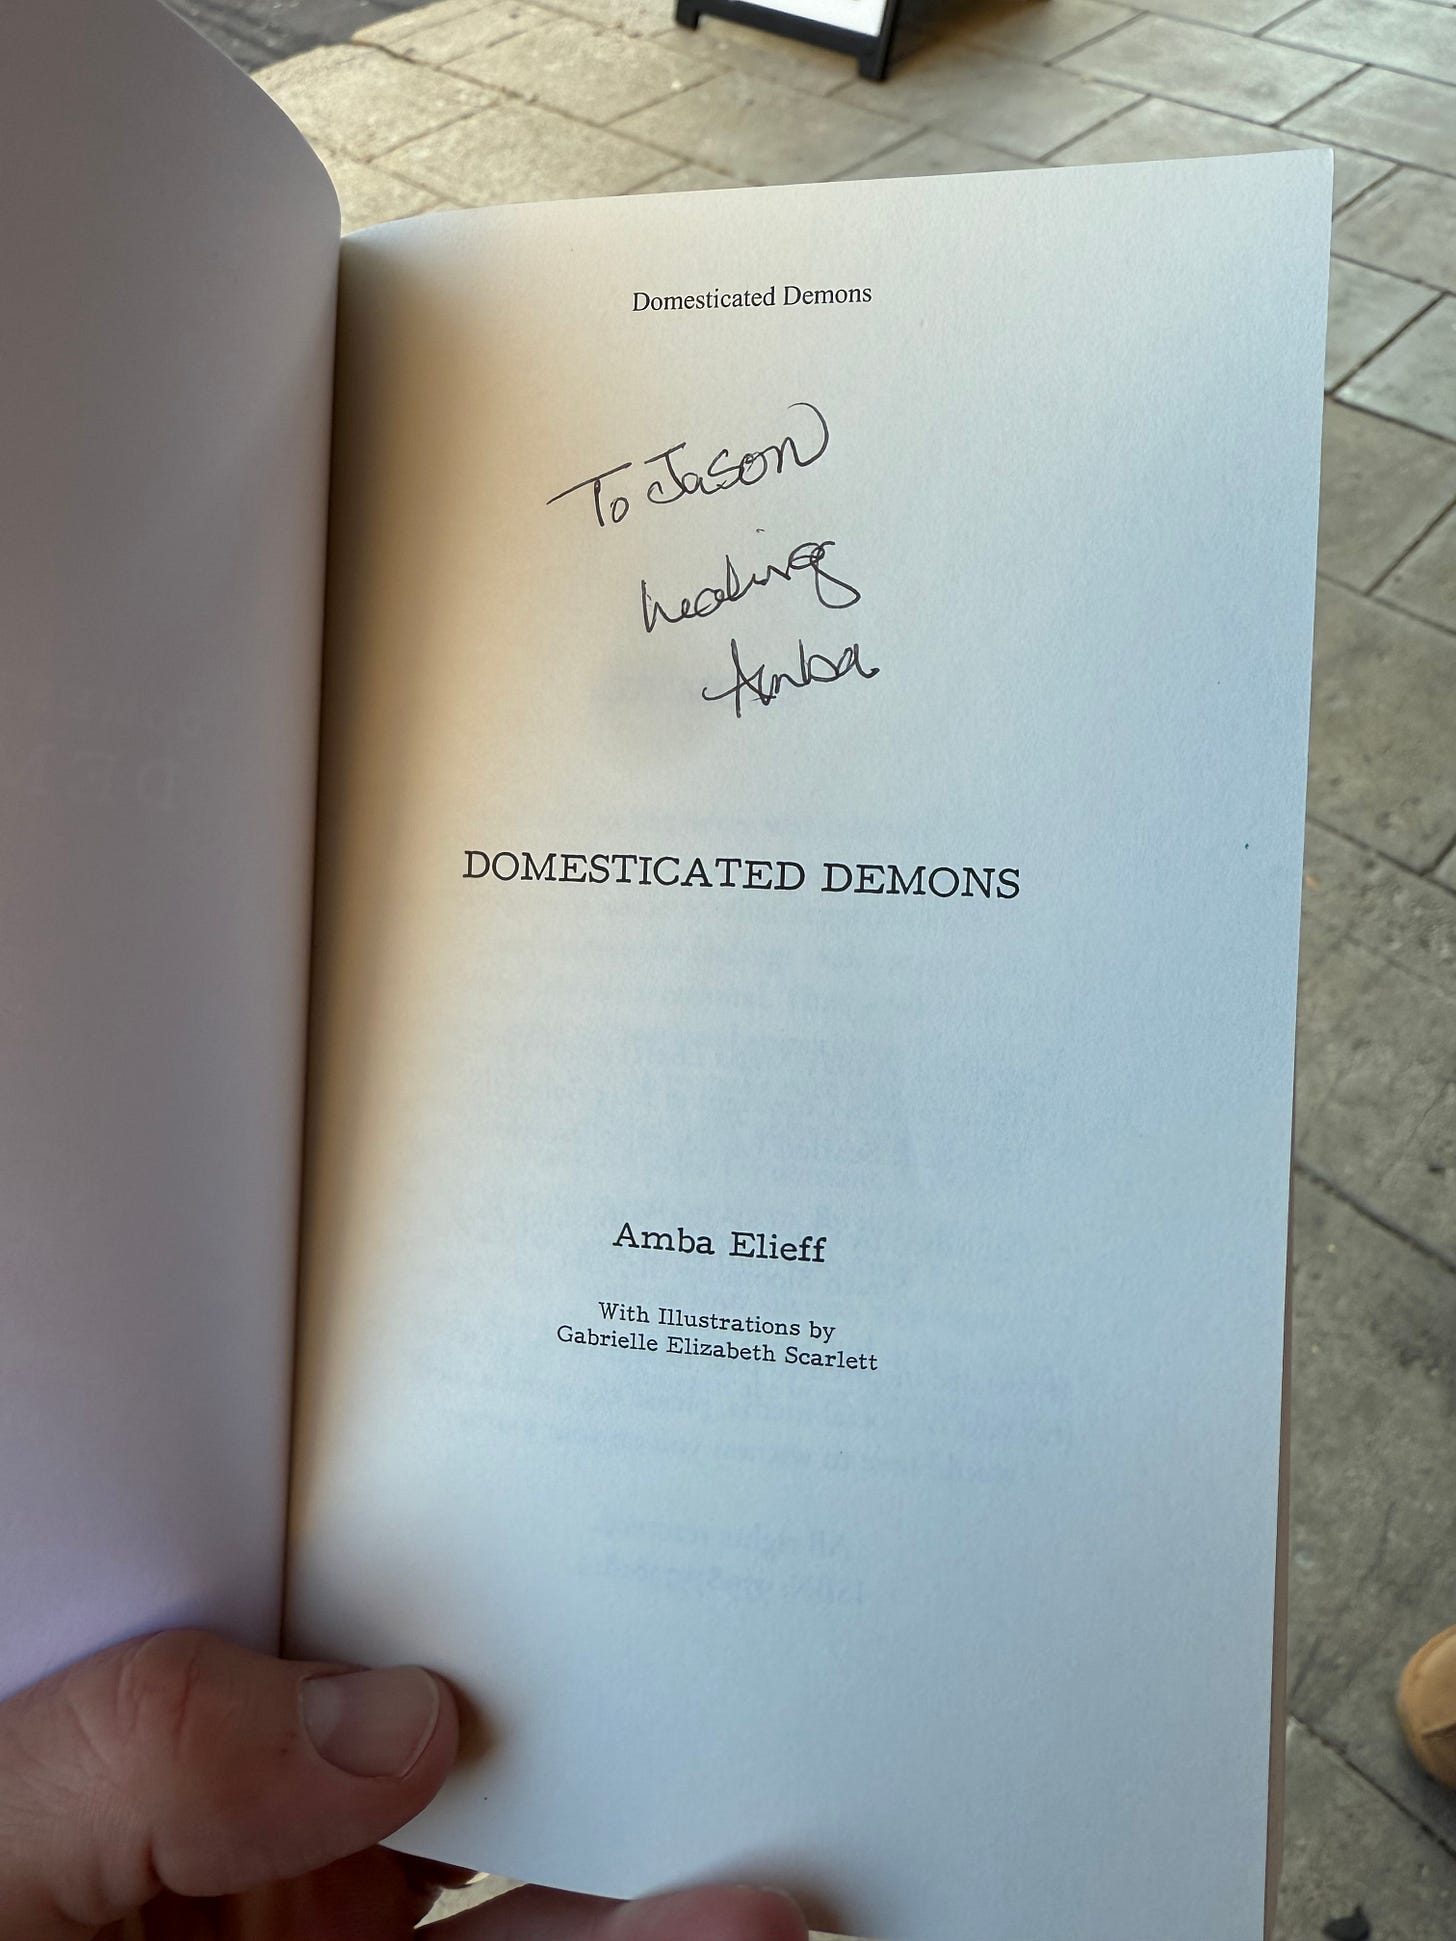 Domesticated Demons
To Jason
healing
Amba
DOMESTICATED DEMONS
Amba Elieff
With Illustrations by
Gabrielle Elizabeth Scarlett